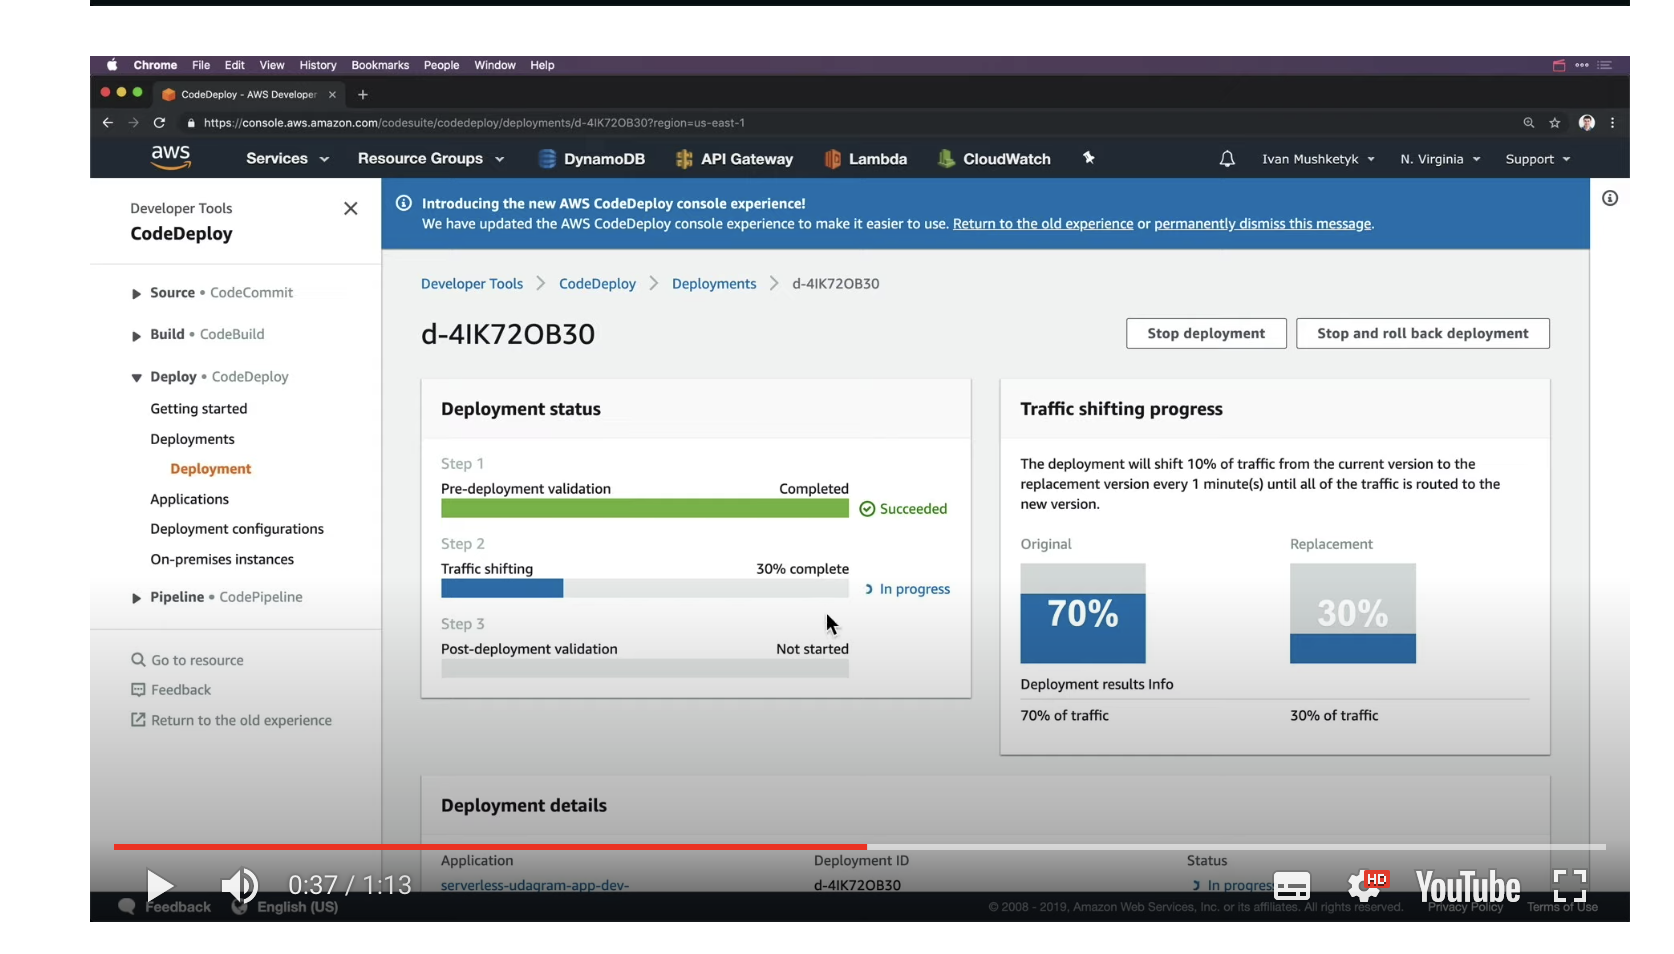 Chrome File Edit View History Bookmarks People Window Help
CodeDeploy - AWS Developer
https://console.aws.amazon.com/codesuite/codedeploy/deployments/d-4IK72OB30?region=us-east-1
aws Services Resource Groups DynamoDB API Gateway Lambda CloudWatch Ivan Mushketyk N. Virginia Support
Developer Tools
CodeDeploy
Source • CodeCommit
Build • CodeBuild
Deploy • CodeDeploy
Getting started
Deployments
Deployment
Applications
Deployment configurations
On-premises instances
Pipeline • CodePipeline
Go to resource
Feedback
Return to the old experience
Introducing the new AWS CodeDeploy console experience!
We have updated the AWS CodeDeploy console experience to make it easier to use. Return to the old experience or permanently dismiss this message.
Developer Tools CodeDeploy Deployments d-4IK72OB30
d-4IK72OB30
Stop deployment Stop and roll back deployment
Deployment status
Step 1
Pre-deployment validation Completed
Succeeded
Step 2
Traffic shifting 30% complete
In progress
Step 3
Post-deployment validation Not started
Traffic shifting progress
The deployment will shift 10% of traffic from the current version to the
replacement version every 1 minute(s) until all of the traffic is routed to the
new version.
Original Replacement
70% 30%
Deployment results Info
70% of traffic 30% of traffic
Deployment details
Application Deployment ID Status
serverless-udagram-app-dev- d-4IK72OB30 In progress
0:37 / 1:13 HD YouTube
Feedback English (US) © 2008 - 2019, Amazon Web Services, Inc. or its affiliates. All rights reserved. Privacy Policy Terms of Use